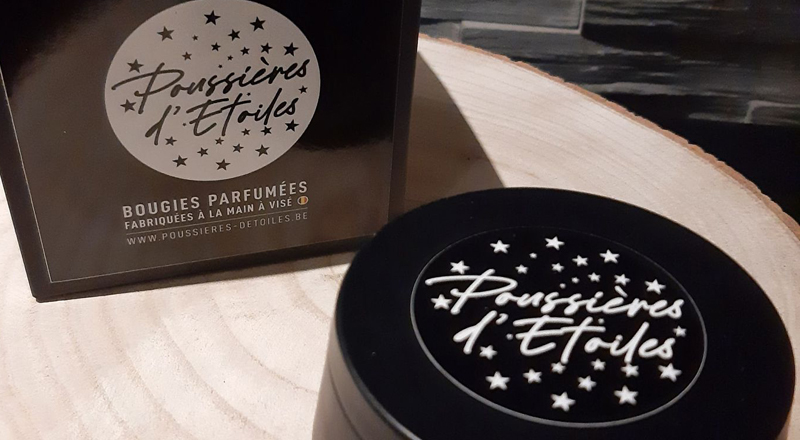 Poussières
d'Etoiles
BOUGIES PARFUMÉES
FABRIQUÉES À LA MAIN À VISÉ
WWW.POUSSIERES-DETOILES.BE
Poussières
d'Etoiles